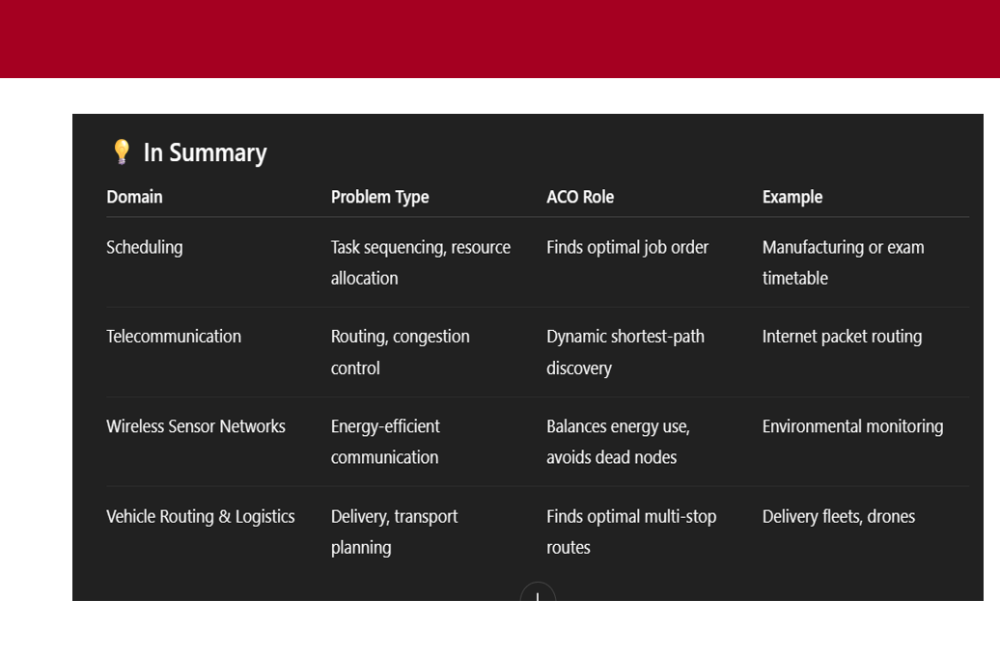 In Summary
Domain Problem Type ACO Role Example
Scheduling Task sequencing, resource Finds optimal job order Manufacturing or exam
allocation timetable
Telecommunication Routing, congestion Dynamic shortest-path Internet packet routing
control discovery
Wireless Sensor Networks Energy-efficient Balances energy use, Environmental monitoring
communication avoids dead nodes
Vehicle Routing & Logistics Delivery, transport Finds optimal multi-stop Delivery fleets, drones
planning routes